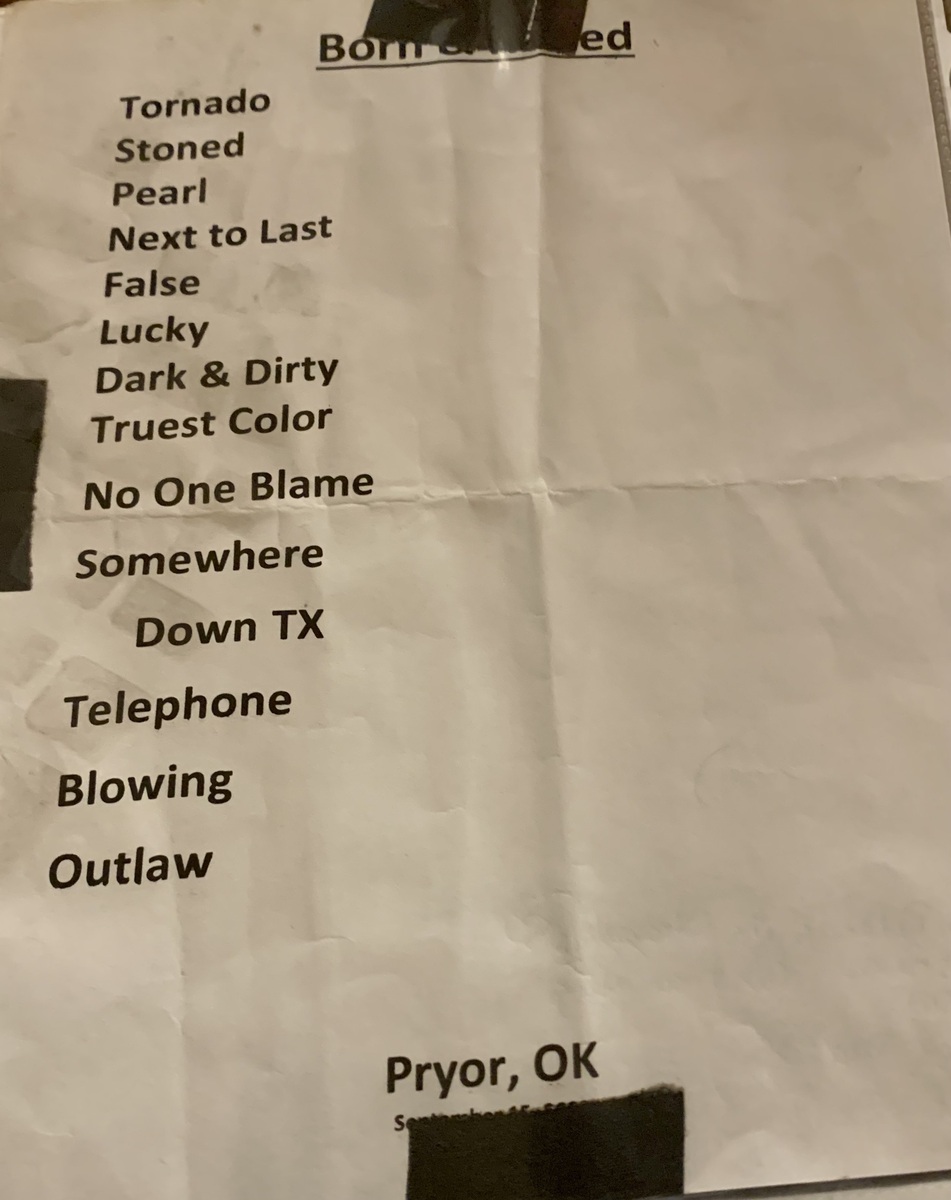 Born
Tornado
Stoned
Pearl
Next to Last
False
Lucky
Dark & Dirty
Truest Color
No One Blame
Somewhere
Down TX
Telephone
Blowing
Outlaw
Pryor, OK